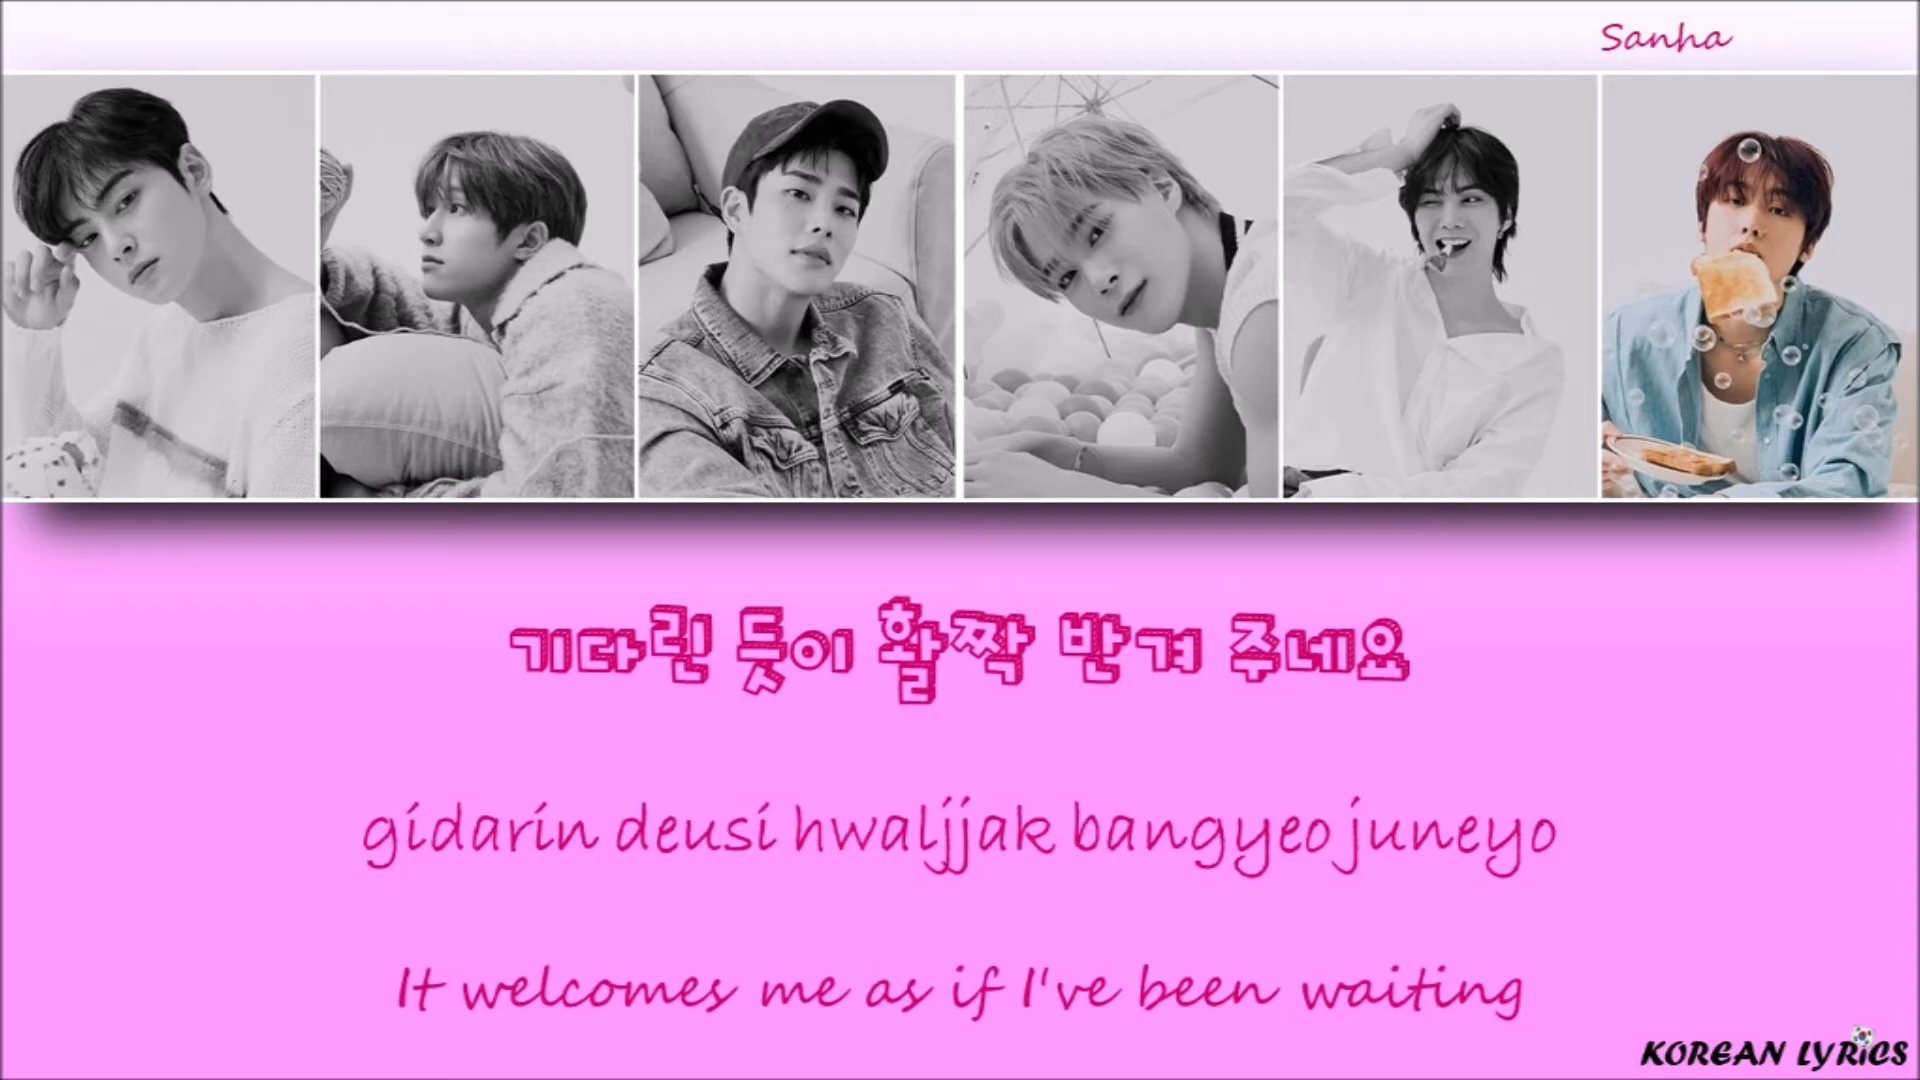 Sanha
기다린 듯이 활짝 반겨 주네요
gidarin deusi hwaljjak bangyeo juneyo
It welcomes me as if I've been waiting
KOREAN LYRICS